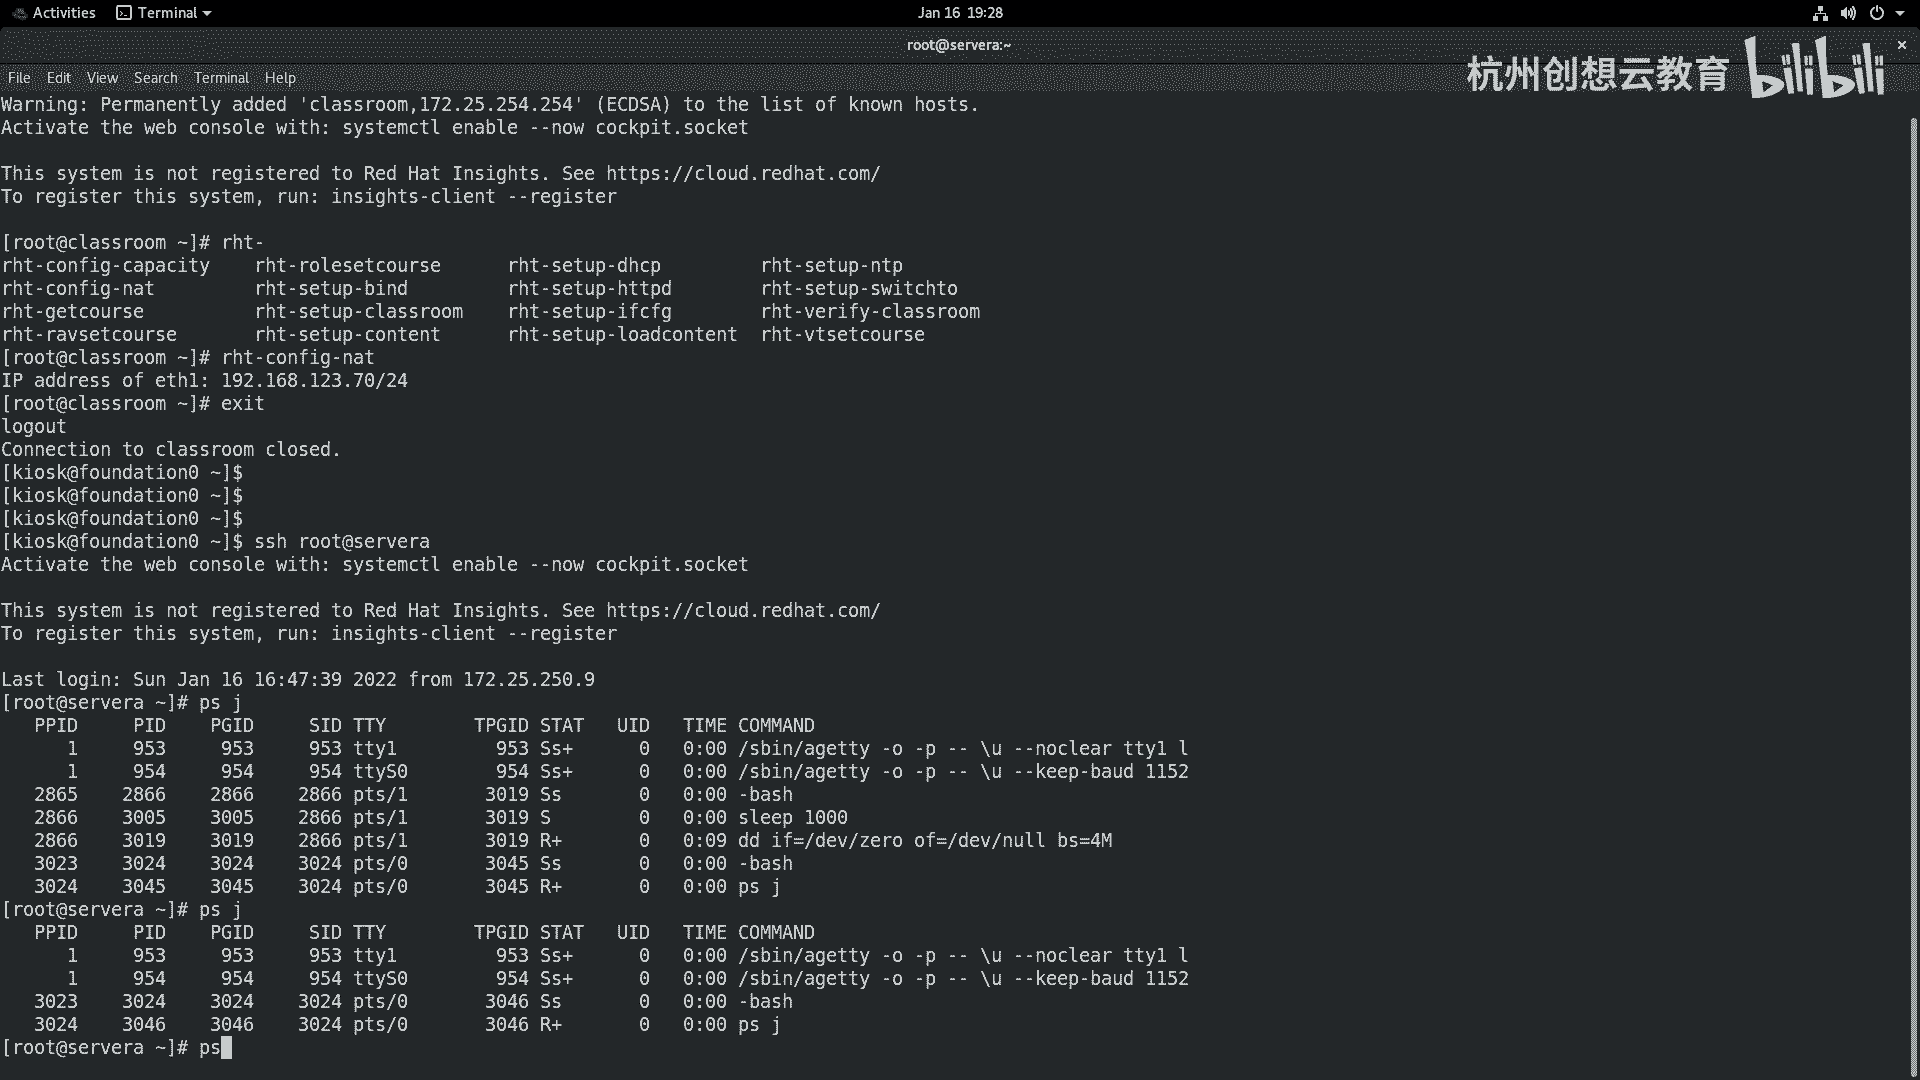 Activities Terminal Jan 16 19:28
root@servera:~
File Edit View Search Terminal Help
杭州创想云教育 bilibili
Warning: Permanently added 'classroom,172.25.254.254' (ECDSA) to the list of known hosts.
Activate the web console with: systemctl enable --now cockpit.socket
This system is not registered to Red Hat Insights. See https://cloud.redhat.com/
To register this system, run: insights-client --register
[root@classroom ~]# rht-
rht-config-capacity    rht-rolesetcourse      rht-setup-dhcp         rht-setup-ntp
rht-config-nat         rht-setup-bind         rht-setup-httpd        rht-setup-switchto
rht-getcourse          rht-setup-classroom    rht-setup-ifcfg        rht-verify-classroom
rht-ravsetcourse       rht-setup-content      rht-setup-loadcontent  rht-vtsetcourse
[root@classroom ~]# rht-config-nat
IP address of eth1: 192.168.123.70/24
[root@classroom ~]# exit
logout
Connection to classroom closed.
[kiosk@foundation0 ~]$
[kiosk@foundation0 ~]$
[kiosk@foundation0 ~]$
[kiosk@foundation0 ~]$ ssh root@servera
Activate the web console with: systemctl enable --now cockpit.socket
This system is not registered to Red Hat Insights. See https://cloud.redhat.com/
To register this system, run: insights-client --register
Last login: Sun Jan 16 16:47:39 2022 from 172.25.250.9
[root@servera ~]# ps j
   PPID     PID    PGID     SID TTY        TPGID STAT   UID   TIME COMMAND
      1     953     953     953 tty1         953 Ss+      0   0:00 /sbin/agetty -o -p -- \u --noclear tty1 l
      1     954     954     954 ttyS0        954 Ss+      0   0:00 /sbin/agetty -o -p -- \u --keep-baud 1152
   2865    2866    2866    2866 pts/1       3019 Ss       0   0:00 -bash
   2866    3005    3005    2866 pts/1       3019 S        0   0:00 sleep 1000
   2866    3019    3019    2866 pts/1       3019 R+       0   0:09 dd if=/dev/zero of=/dev/null bs=4M
   3023    3024    3024    3024 pts/0       3045 Ss       0   0:00 -bash
   3024    3045    3045    3024 pts/0       3045 R+       0   0:00 ps j
[root@servera ~]# ps j
   PPID     PID    PGID     SID TTY        TPGID STAT   UID   TIME COMMAND
      1     953     953     953 tty1         953 Ss+      0   0:00 /sbin/agetty -o -p -- \u --noclear tty1 l
      1     954     954     954 ttyS0        954 Ss+      0   0:00 /sbin/agetty -o -p -- \u --keep-baud 1152
   3023    3024    3024    3024 pts/0       3046 Ss       0   0:00 -bash
   3024    3046    3046    3024 pts/0       3046 R+       0   0:00 ps j
[root@servera ~]# ps